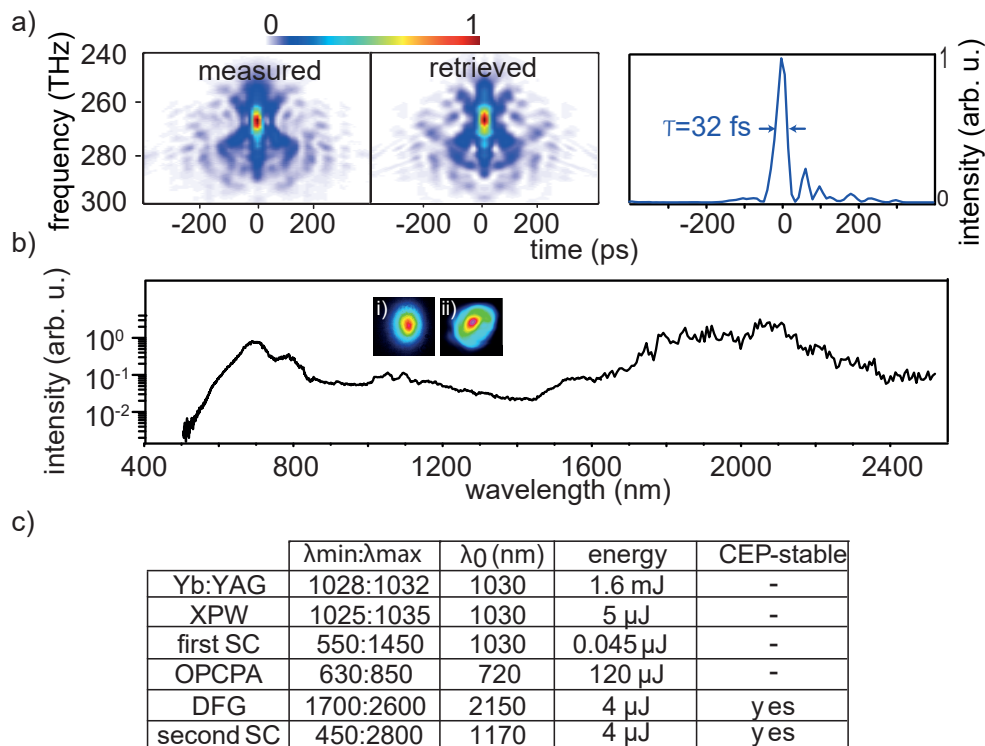 a)
0 1
frequency (THz)
240
260
280
300
measured
retrieved
-200 0 200
-200 0 200
τ=32 fs
1
0
intensity (arb. u.)
-200 0 200
time (ps)
b)
intensity (arb. u.)
10⁰
10⁻¹
10⁻²
i)
ii)
400 800 1200 1600 2000 2400
wavelength (nm)
c)
λmin:λmax λ0 (nm) energy CEP-stable
Yb:YAG 1028:1032 1030 1.6 mJ -
XPW 1025:1035 1030 5 µJ -
first SC 550:1450 1030 0.045 µJ -
OPCPA 630:850 720 120 µJ -
DFG 1700:2600 2150 4 µJ yes
second SC 450:2800 1170 4 µJ yes